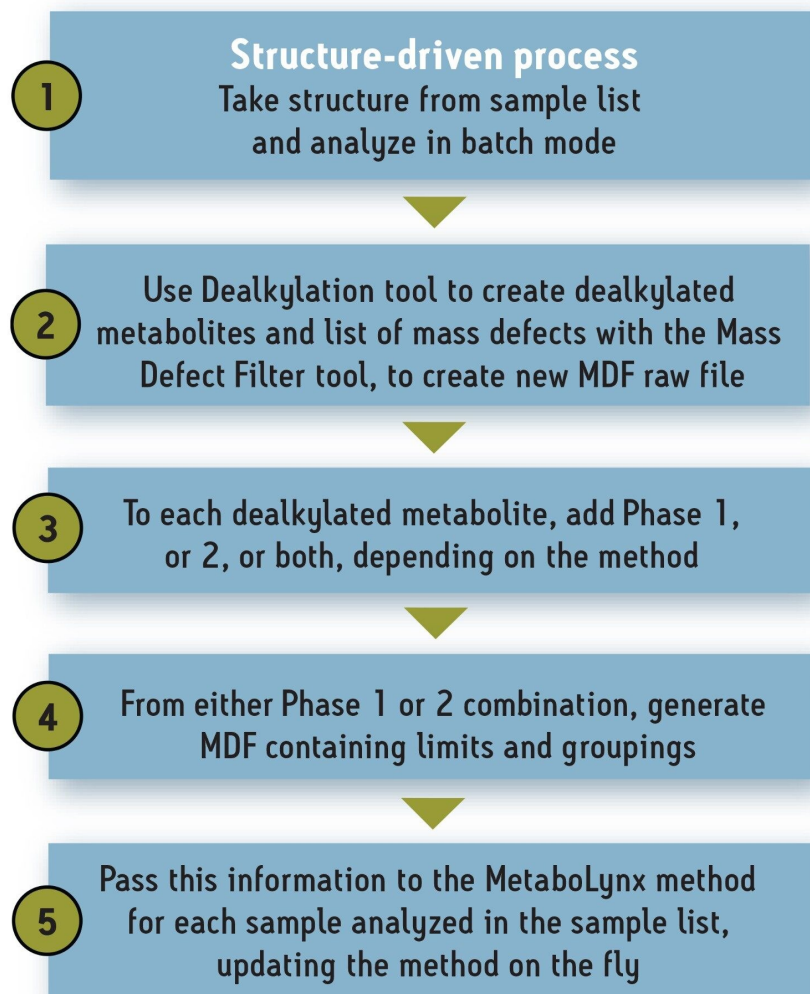 1
Structure-driven process
Take structure from sample list
and analyze in batch mode
2
Use Dealkylation tool to create dealkylated
metabolites and list of mass defects with the Mass
Defect Filter tool, to create new MDF raw file
3
To each dealkylated metabolite, add Phase 1,
or 2, or both, depending on the method
4
From either Phase 1 or 2 combination, generate
MDF containing limits and groupings
5
Pass this information to the MetaboLynx method
for each sample analyzed in the sample list,
updating the method on the fly